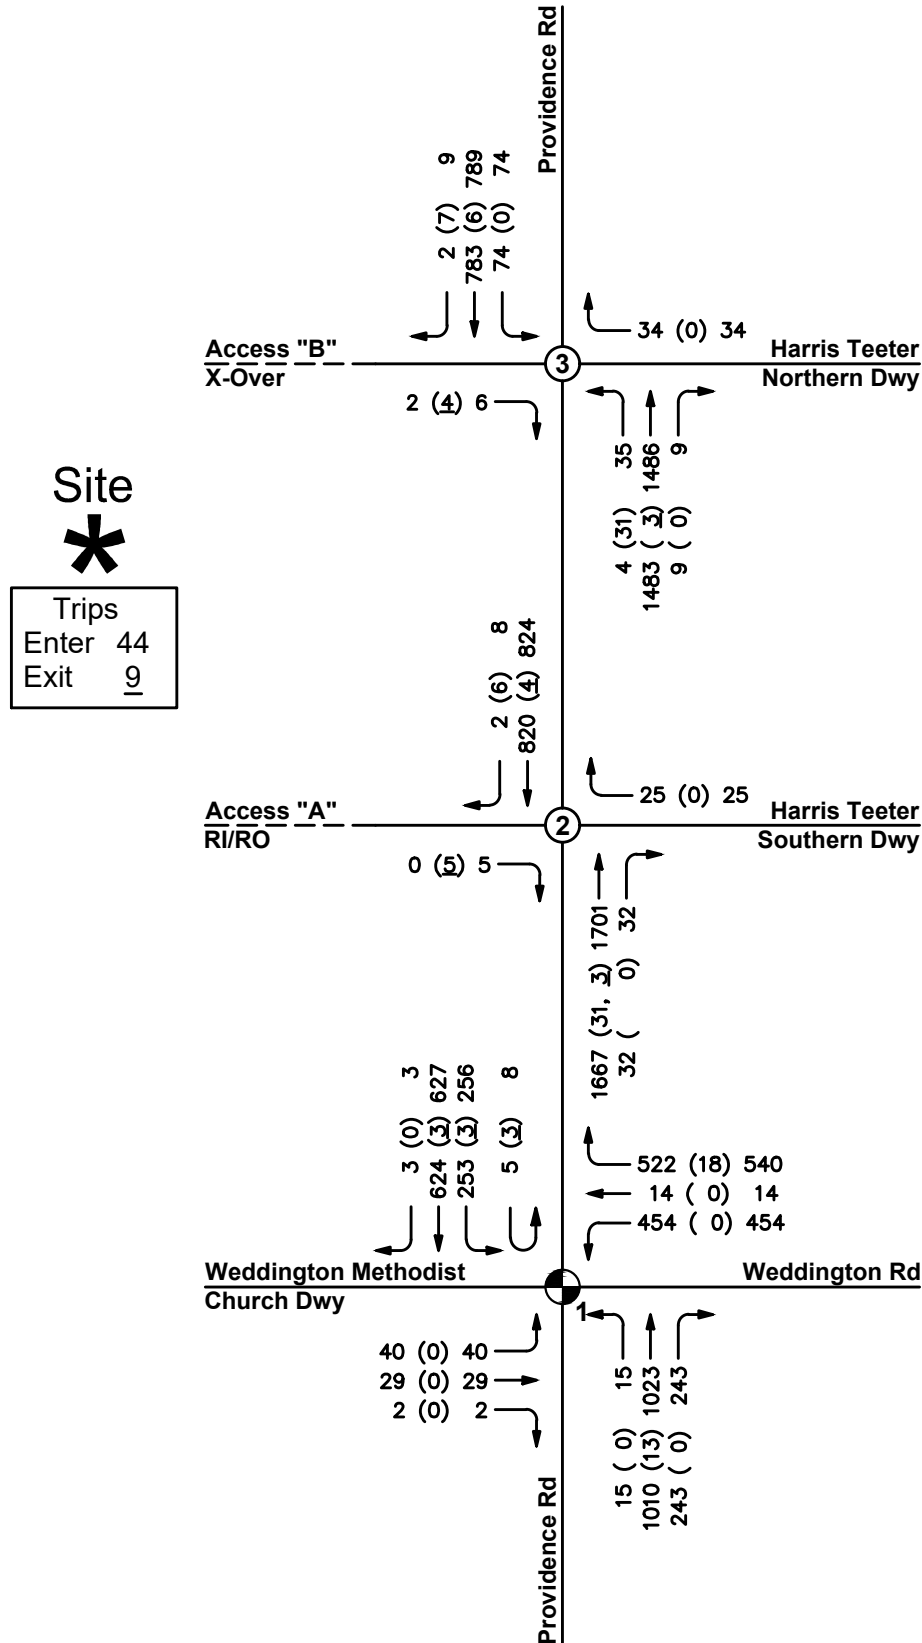 Providence Rd
2 (7) 9
783 (6) 789
74 (0) 74
34 (0) 34
Access "B"
X-Over
3
Harris Teeter
Northern Dwy
2 (4) 6
4 (31) 35
1483 ( 3) 1486
9 ( 0) 9
Site
*
Trips
Enter 44
Exit 9
2 (6) 8
820 (4) 824
25 (0) 25
Access "A"
RI/RO
2
Harris Teeter
Southern Dwy
0 (5) 5
1667 (31, 3) 1701
32 ( 0) 32
3 (0) 3
624 (3) 627
253 (3) 256
5 (3) 8
522 (18) 540
14 ( 0) 14
454 ( 0) 454
Weddington Methodist
Church Dwy
1
Weddington Rd
40 (0) 40
29 (0) 29
2 (0) 2
15 ( 0) 15
1010 (13) 1023
243 ( 0) 243
Providence Rd